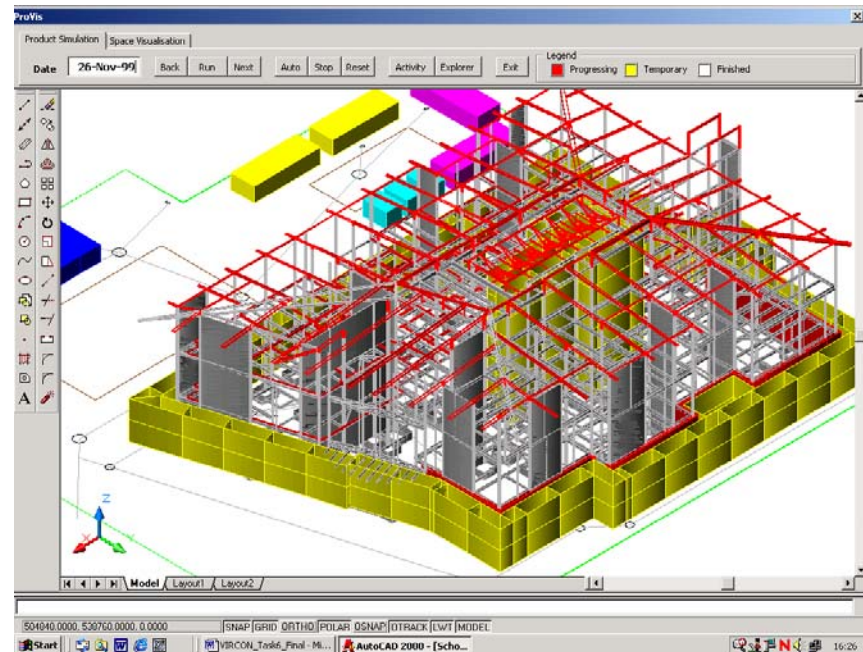 ProVis
Product Simulation Space Visualisation
Date 26-Nov-99 Back Run Next Auto Stop Reset Activity Explorer Exit Legend Progressing Temporary Finished
A
Z
Model Layout1 Layout2
504840.0000, 538760.0000, 0.0000 SNAP GRID ORTHO POLAR OSNAP OTRACK LWT MODEL
Start VIRCON_Task6_Final - Mi... AutoCAD 2000 - [Scho... 16:26